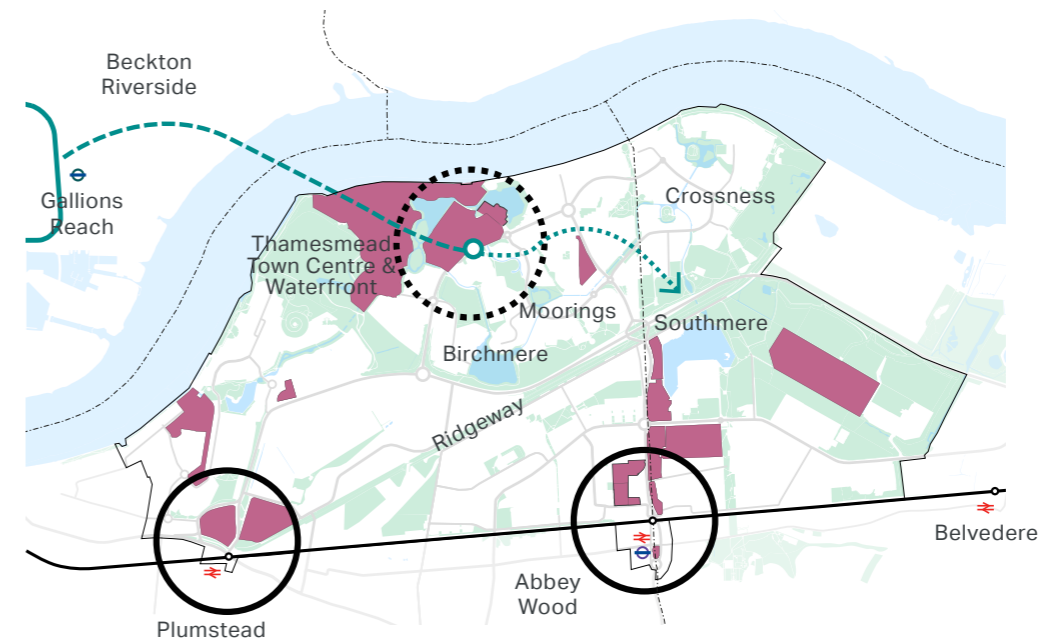 Beckton
Riverside
Gallions
Reach
Crossness
Thamesmead
Town Centre &
Waterfront
Moorings
Southmere
Birchmere
Ridgeway
Belvedere
Abbey
Wood
Plumstead